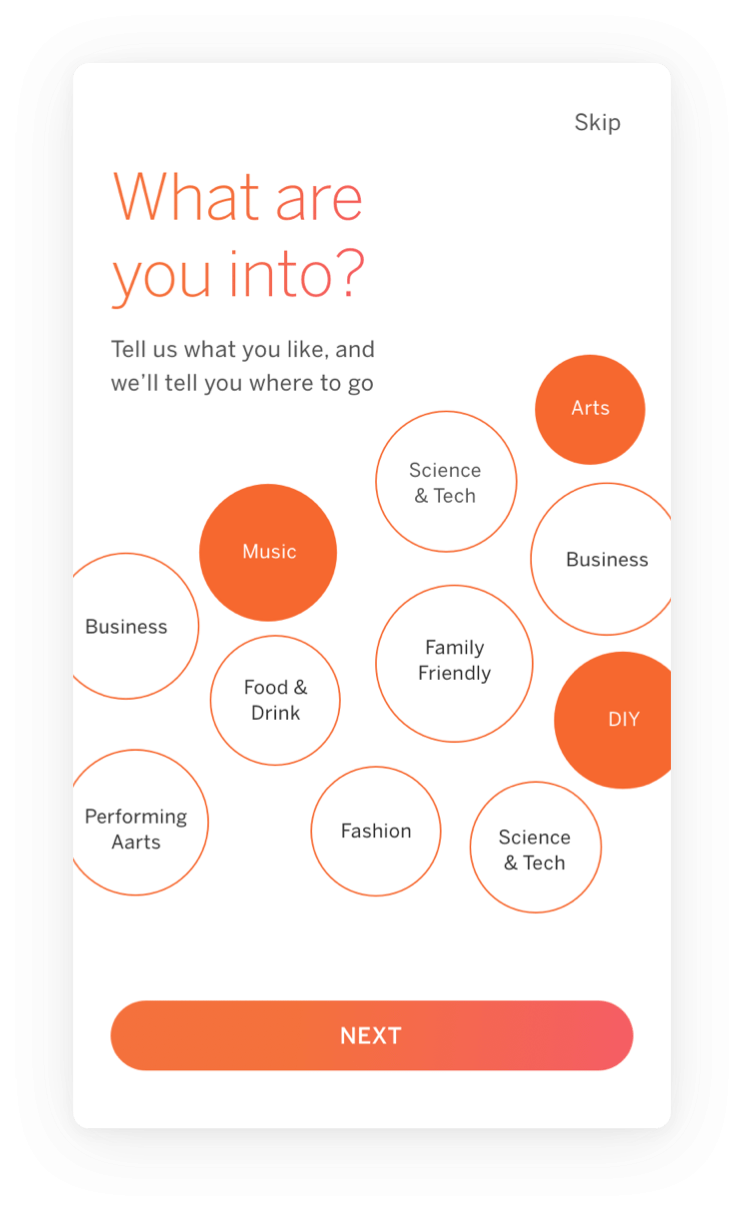 Skip
What are
you into?
Tell us what you like, and
we’ll tell you where to go
Arts
Science
& Tech
Music
Business
Business
Family
Friendly
Food &
Drink
DIY
Performing
Aarts
Fashion
Science
& Tech
NEXT